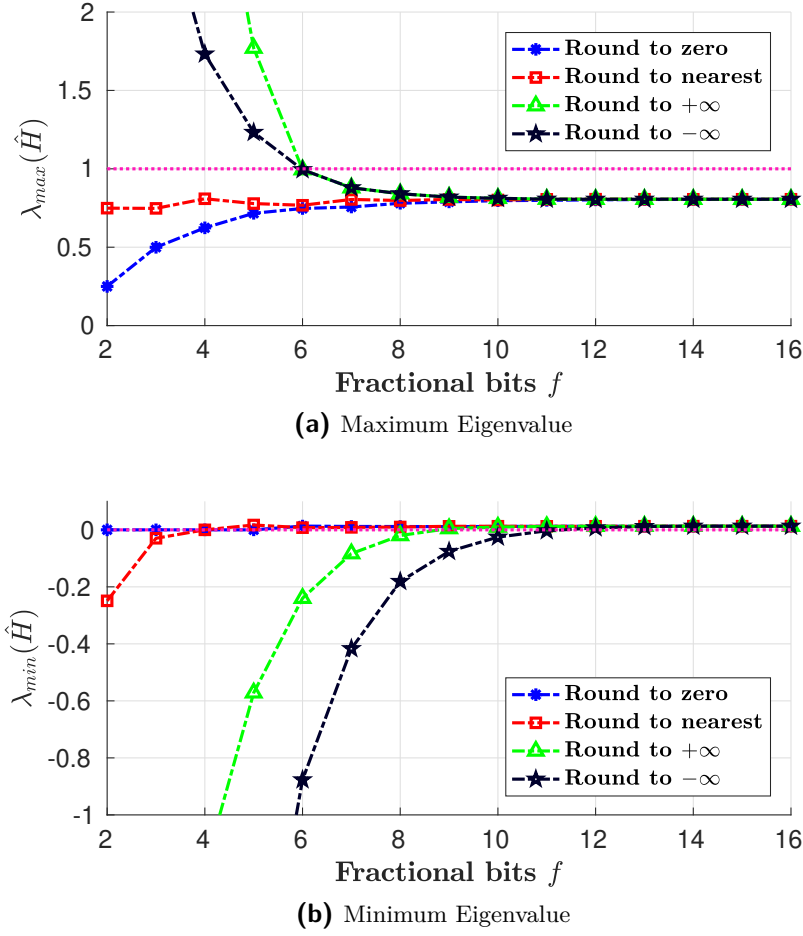 2
1.5
1
0.5
0
λ_max(Ĥ)
Round to zero
Round to nearest
Round to +∞
Round to −∞
2 4 6 8 10 12 14 16
Fractional bits f
(a) Maximum Eigenvalue
0
-0.2
-0.4
-0.6
-0.8
-1
λ_min(Ĥ)
Round to zero
Round to nearest
Round to +∞
Round to −∞
2 4 6 8 10 12 14 16
Fractional bits f
(b) Minimum Eigenvalue